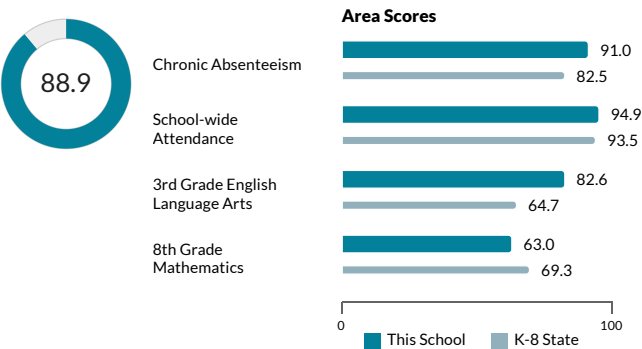 Area Scores
88.9
Chronic Absenteeism
91.0
82.5
School-wide
Attendance
94.9
93.5
3rd Grade English
Language Arts
82.6
64.7
8th Grade
Mathematics
63.0
69.3
0
100
This School
K-8 State